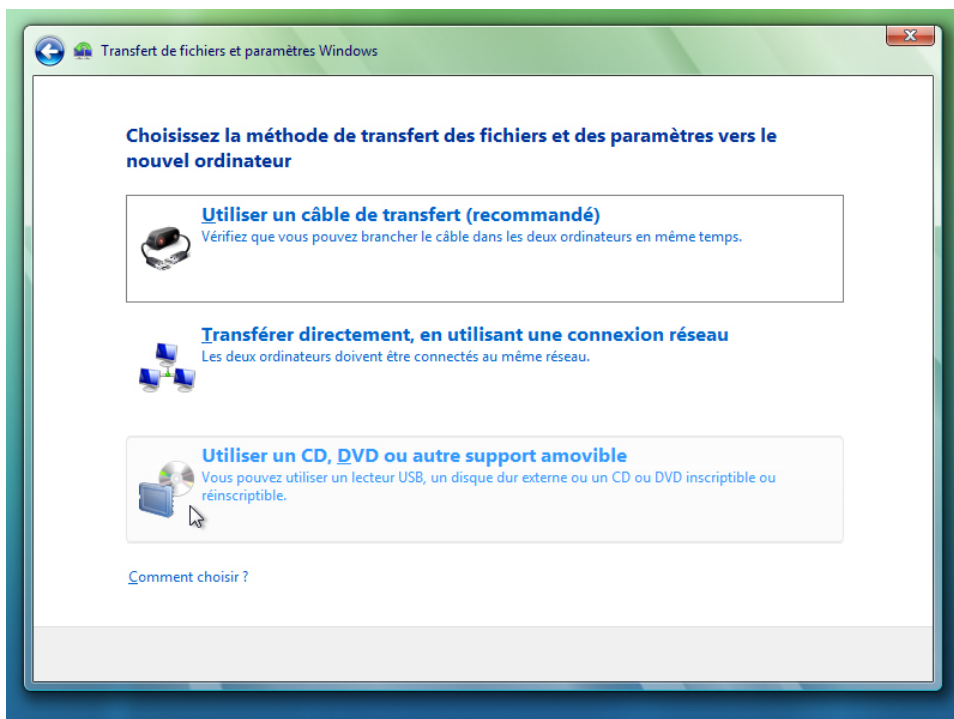 Transfert de fichiers et paramètres Windows
Choisissez la méthode de transfert des fichiers et des paramètres vers le
nouvel ordinateur
Utiliser un câble de transfert (recommandé)
Vérifiez que vous pouvez brancher le câble dans les deux ordinateurs en même temps.
Transférer directement, en utilisant une connexion réseau
Les deux ordinateurs doivent être connectés au même réseau.
Utiliser un CD, DVD ou autre support amovible
Vous pouvez utiliser un lecteur USB, un disque dur externe ou un CD ou DVD inscriptible ou
réinscriptible.
Comment choisir ?